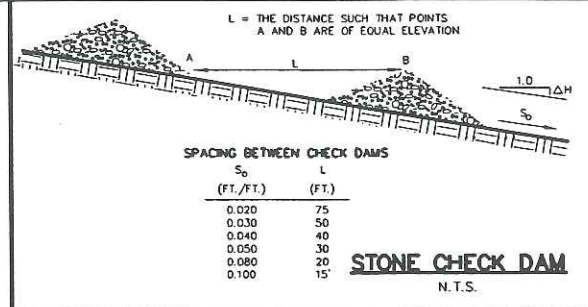 L = THE DISTANCE SUCH THAT POINTS
A AND B ARE OF EQUAL ELEVATION
A
L
B
1.0
ΔH
So
SPACING BETWEEN CHECK DAMS
So L
(FT./FT.) (FT.)
0.020 75
0.030 50
0.040 40
0.050 30
0.080 20
0.100 15'
STONE CHECK DAM
N.T.S.